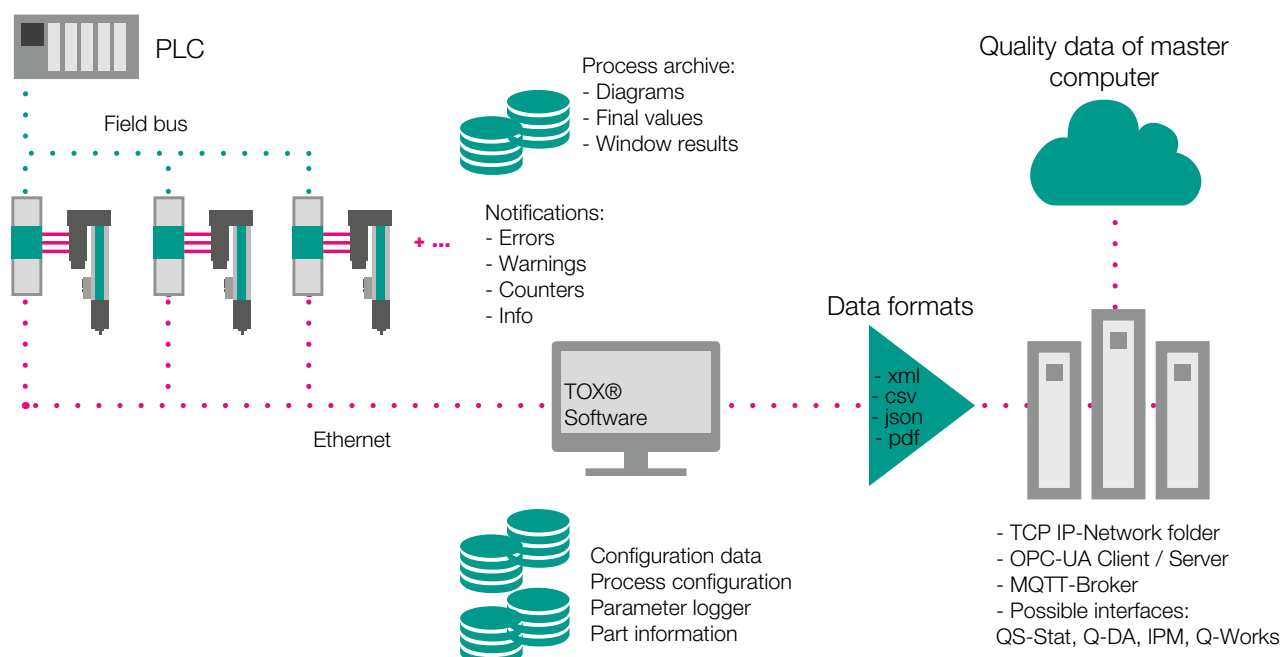 PLC
Field bus
Process archive:
- Diagrams
- Final values
- Window results
Quality data of master
computer
Notifications:
- Errors
- Warnings
- Counters
- Info
+ ...
Data formats
- xml
- csv
- json
- pdf
TOX®
Software
Ethernet
Configuration data
Process configuration
Parameter logger
Part information
- TCP IP-Network folder
- OPC-UA Client / Server
- MQTT-Broker
- Possible interfaces:
QS-Stat, Q-DA, IPM, Q-Works